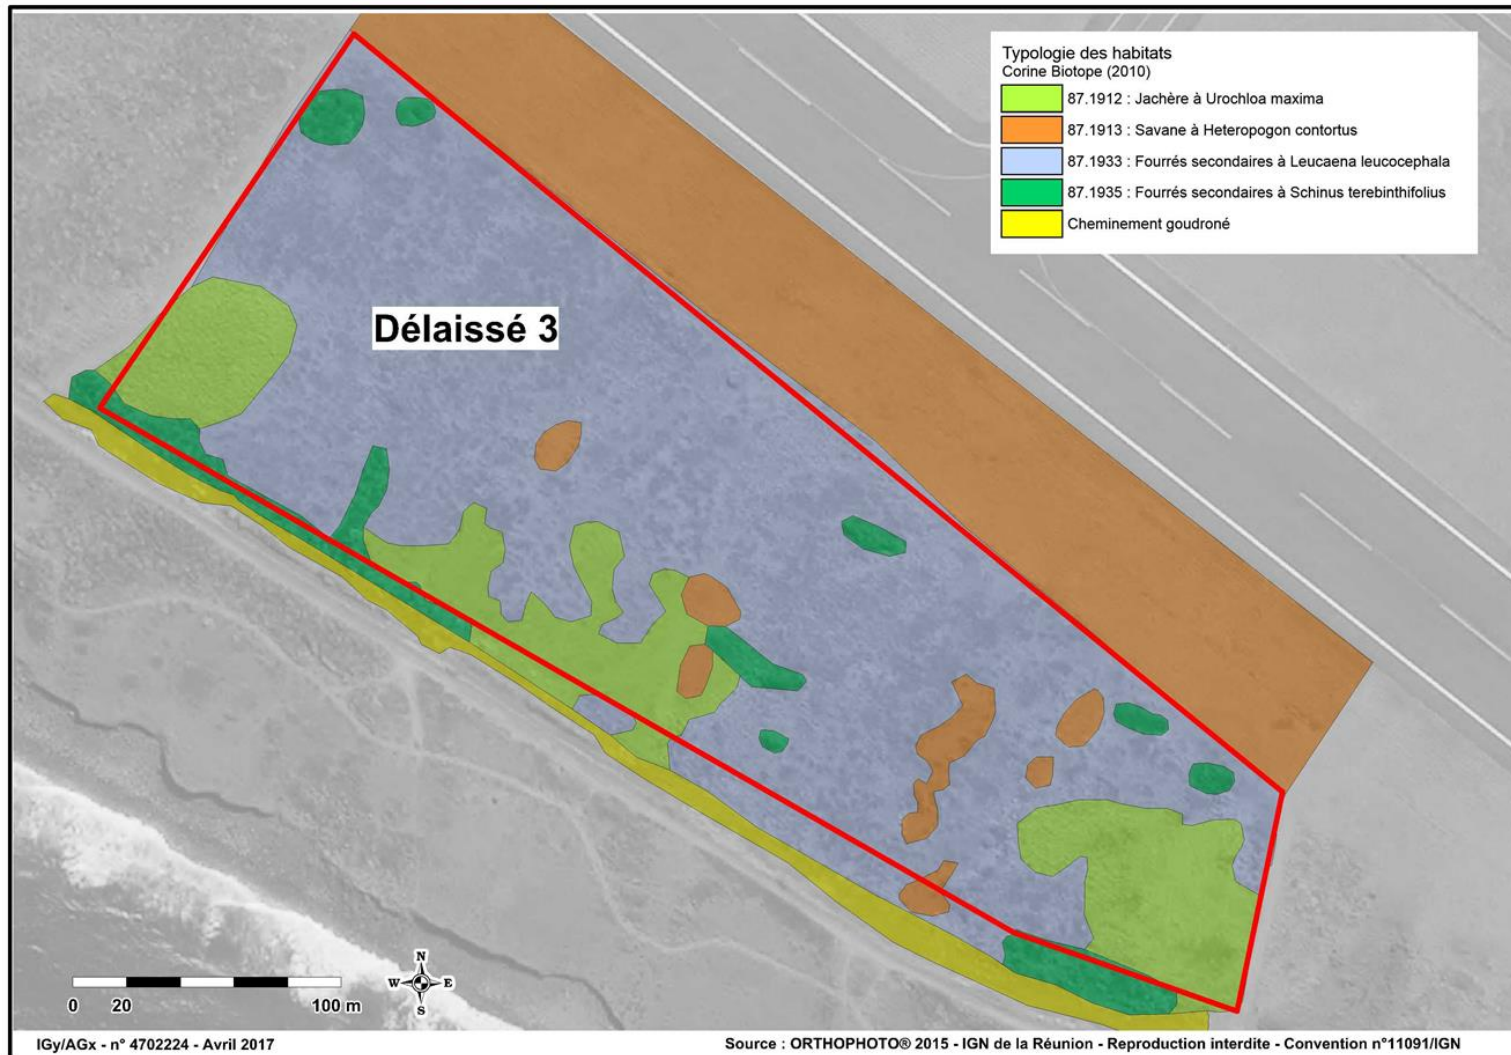 Typologie des habitats
Corine Biotope (2010)
87.1912 : Jachère à Urochloa maxima
87.1913 : Savane à Heteropogon contortus
87.1933 : Fourrés secondaires à Leucaena leucocephala
87.1935 : Fourrés secondaires à Schinus terebinthifolius
Cheminement goudroné
Délaissé 3
N
W E
S
0 20 100 m
IGy/AGx - n° 4702224 - Avril 2017
Source : ORTHOPHOTO® 2015 - IGN de la Réunion - Reproduction interdite - Convention n°11091/IGN